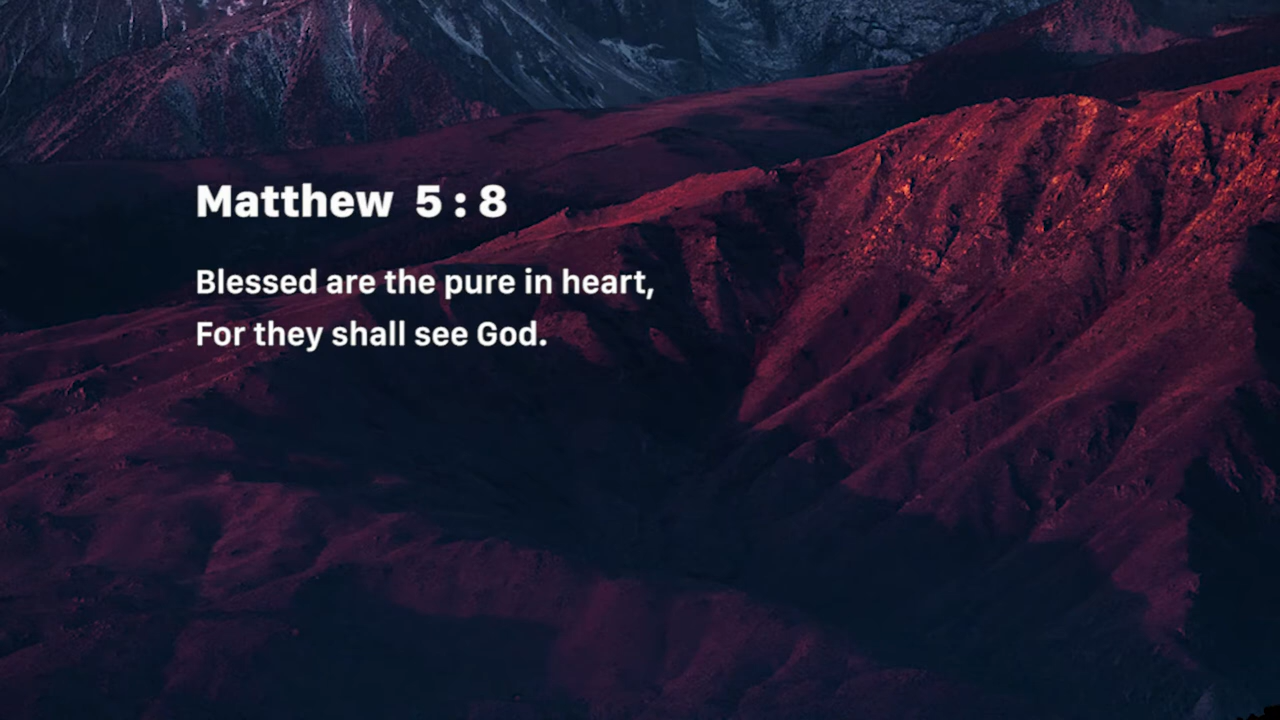 Matthew 5 : 8
Blessed are the pure in heart,
For they shall see God.